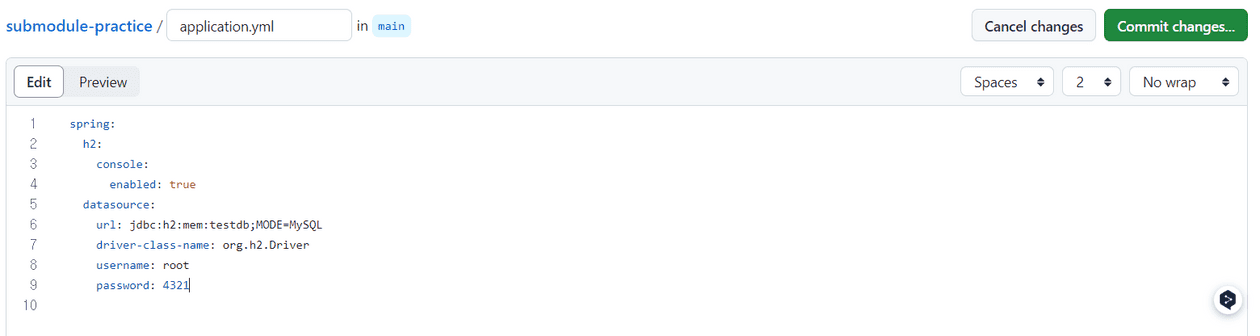 submodule-practice / application.yml in main Cancel changes Commit changes...
Edit Preview Spaces 2 No wrap
1 spring:
2 h2:
3 console:
4 enabled: true
5 datasource:
6 url: jdbc:h2:mem:testdb;MODE=MySQL
7 driver-class-name: org.h2.Driver
8 username: root
9 password: 4321
10